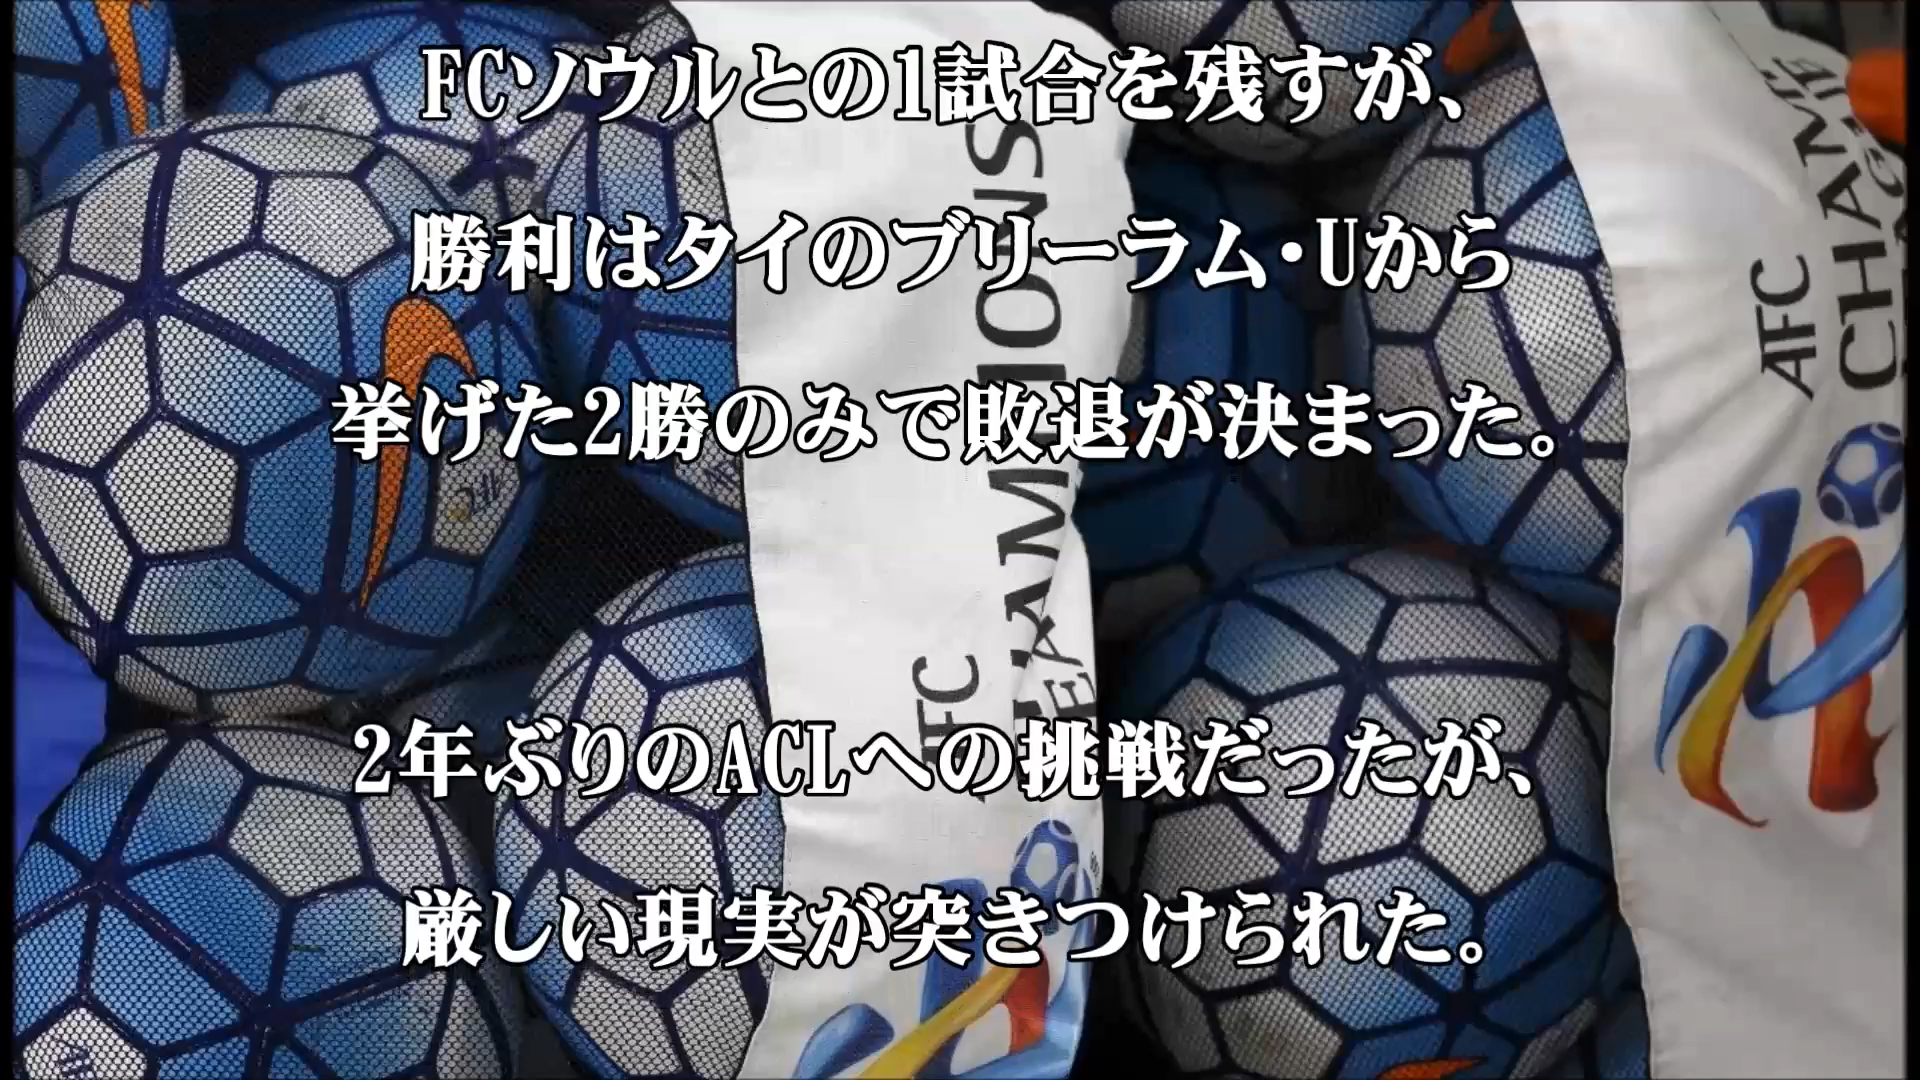 FCソウルとの1試合を残すが、
勝利はタイのブリーラム・Uから
挙げた2勝のみで敗退が決まった。
2年ぶりのACLへの挑戦だったが、
厳しい現実が突きつけられた。
AFC
CHAMPIONS
AFC